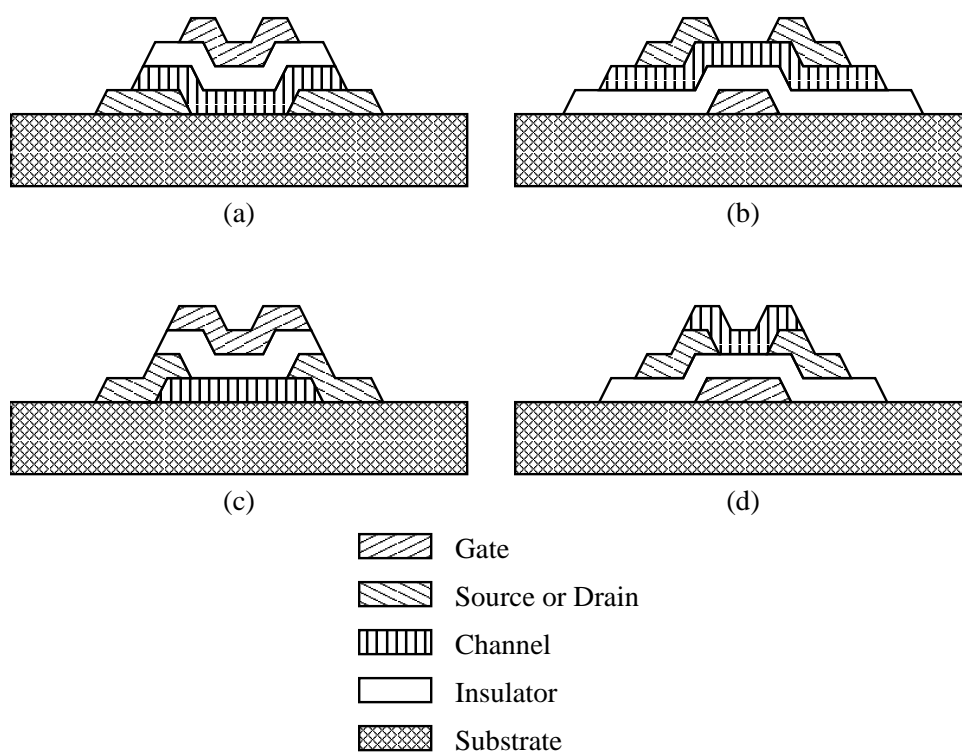 (a)
(b)
(c)
(d)
Gate
Source or Drain
Channel
Insulator
Substrate